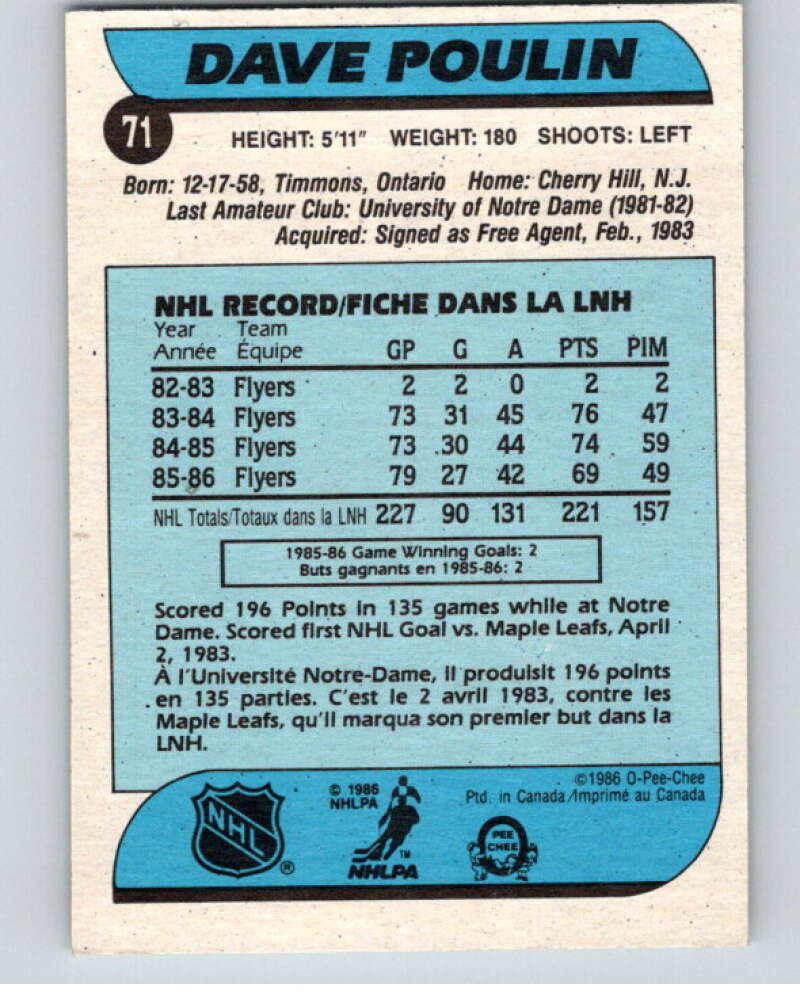 DAVE POULIN
71
HEIGHT: 5'11" WEIGHT: 180 SHOOTS: LEFT
Born: 12-17-58, Timmons, Ontario Home: Cherry Hill, N.J.
Last Amateur Club: University of Notre Dame (1981-82)
Acquired: Signed as Free Agent, Feb., 1983
NHL RECORD/FICHE DANS LA LNH
Year Team
Année Équipe GP G A PTS PIM
82-83 Flyers 2 2 0 2 2
83-84 Flyers 73 31 45 76 47
84-85 Flyers 73 30 44 74 59
85-86 Flyers 79 27 42 69 49
NHL Totals/Totaux dans la LNH 227 90 131 221 157
1985-86 Game Winning Goals: 2
Buts gagnants en 1985-86: 2
Scored 196 Points in 135 games while at Notre
Dame. Scored first NHL Goal vs. Maple Leafs, April
2, 1983.
À l'Université Notre-Dame, il produisit 196 points
en 135 parties. C'est le 2 avril 1983, contre les
Maple Leafs, qu'il marqua son premier but dans la
LNH.
©1986 O-Pee-Chee
Ptd. in Canada/Imprimé au Canada
NHL ®
© 1986
NHLPA
TM
NHLPA
PEE
CHEE